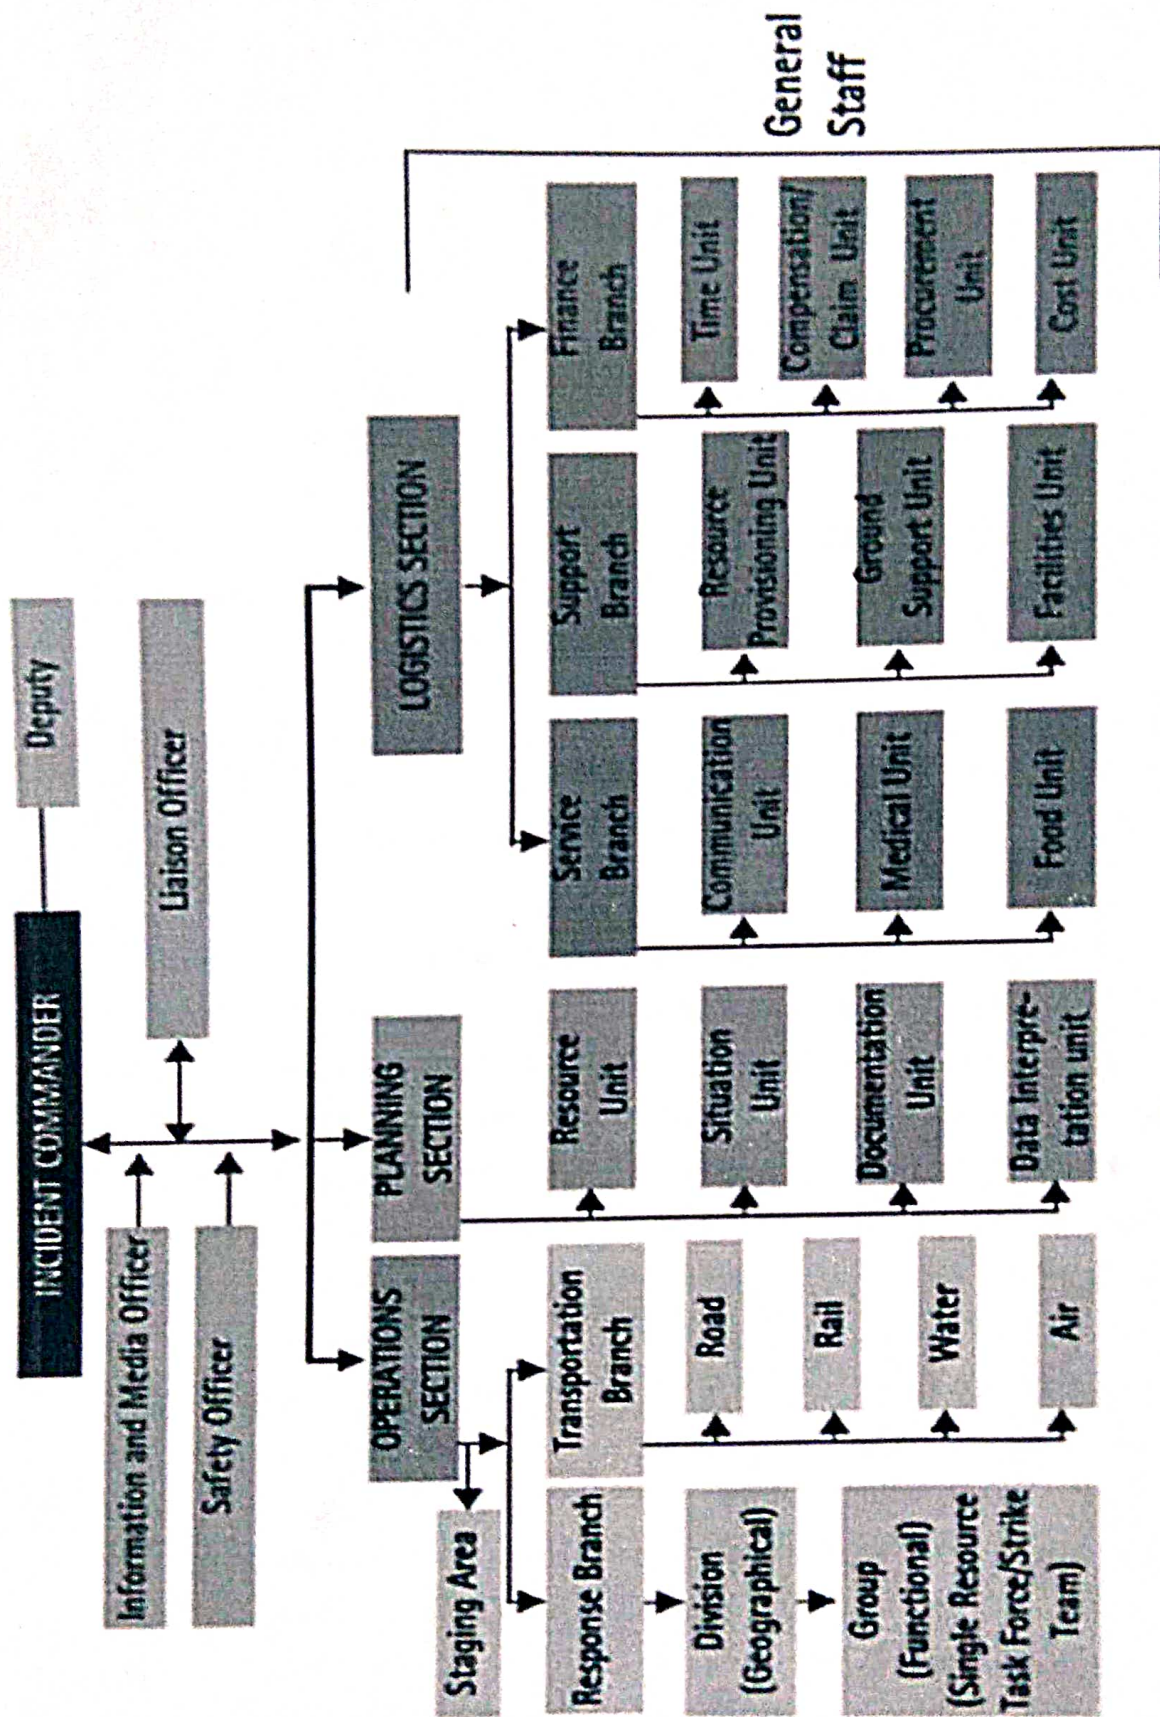 INCIDENT COMMANDER
Deputy
Information and Media Officer
Liaison Officer
Safety Officer
OPERATIONS
SECTION
PLANNING
SECTION
LOGISTICS SECTION
Staging Area
Response Branch
Transportation
Branch
Resource
Unit
Service
Branch
Support
Branch
Finance
Branch
Division
(Geographical)
Road
Situation
Unit
Communication
Unit
Resource
Provisioning Unit
Time Unit
Group
(Functional)
(Single Resource
Task Force/Strike
Team)
Rail
Documentation
Unit
Medical Unit
Ground
Support Unit
Compensation/
Claim Unit
Water
Procurement
Unit
Air
Data Interpre-
tation unit
Food Unit
Facilities Unit
Cost Unit
General
Staff